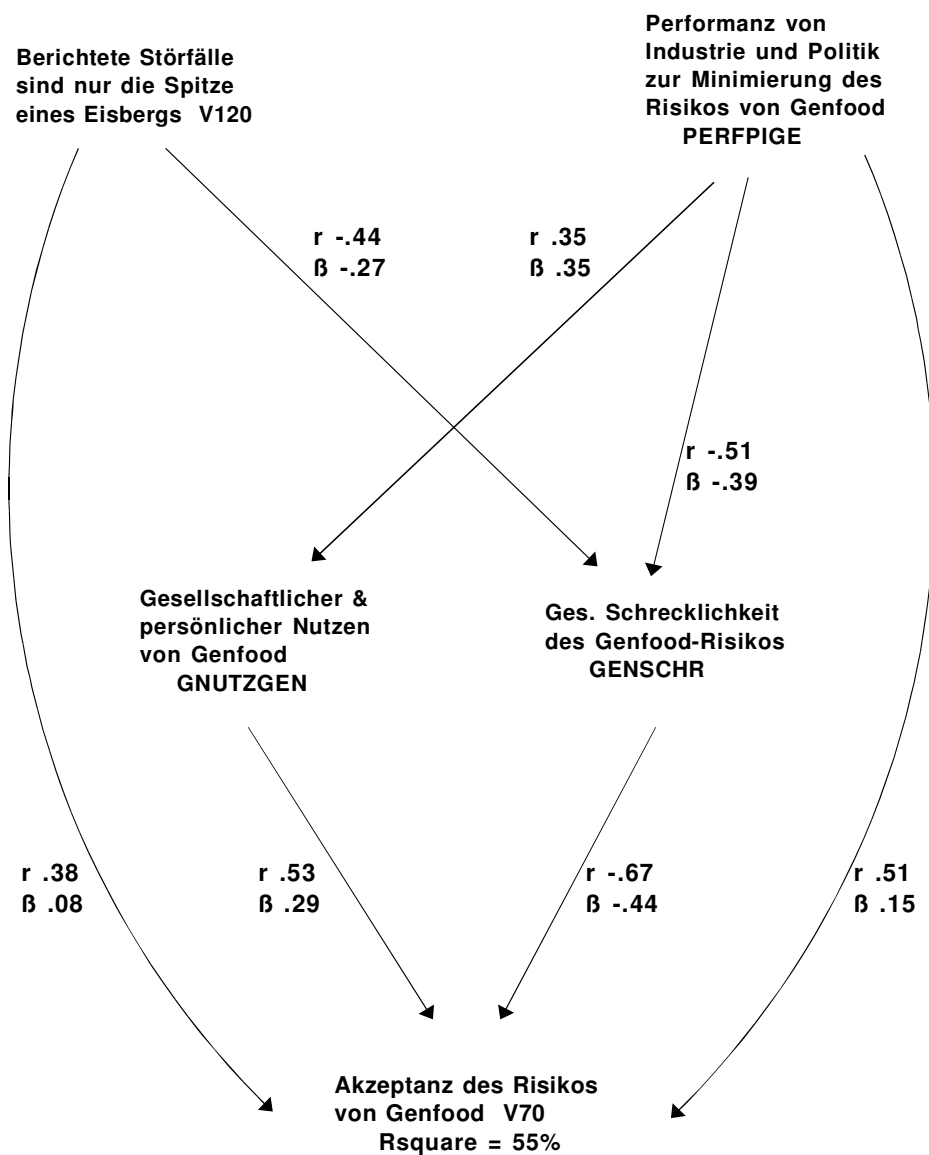 Berichtete Störfälle
sind nur die Spitze
eines Eisbergs V120
Performanz von
Industrie und Politik
zur Minimierung des
Risikos von Genfood
PERFPIGE
r -.44
ß -.27
r .35
ß .35
r -.51
ß -.39
Gesellschaftlicher &
persönlicher Nutzen
von Genfood
GNUTZGEN
Ges. Schrecklichkeit
des Genfood-Risikos
GENSCHR
r .38
ß .08
r .53
ß .29
r -.67
ß -.44
r .51
ß .15
Akzeptanz des Risikos
von Genfood V70
Rsquare = 55%